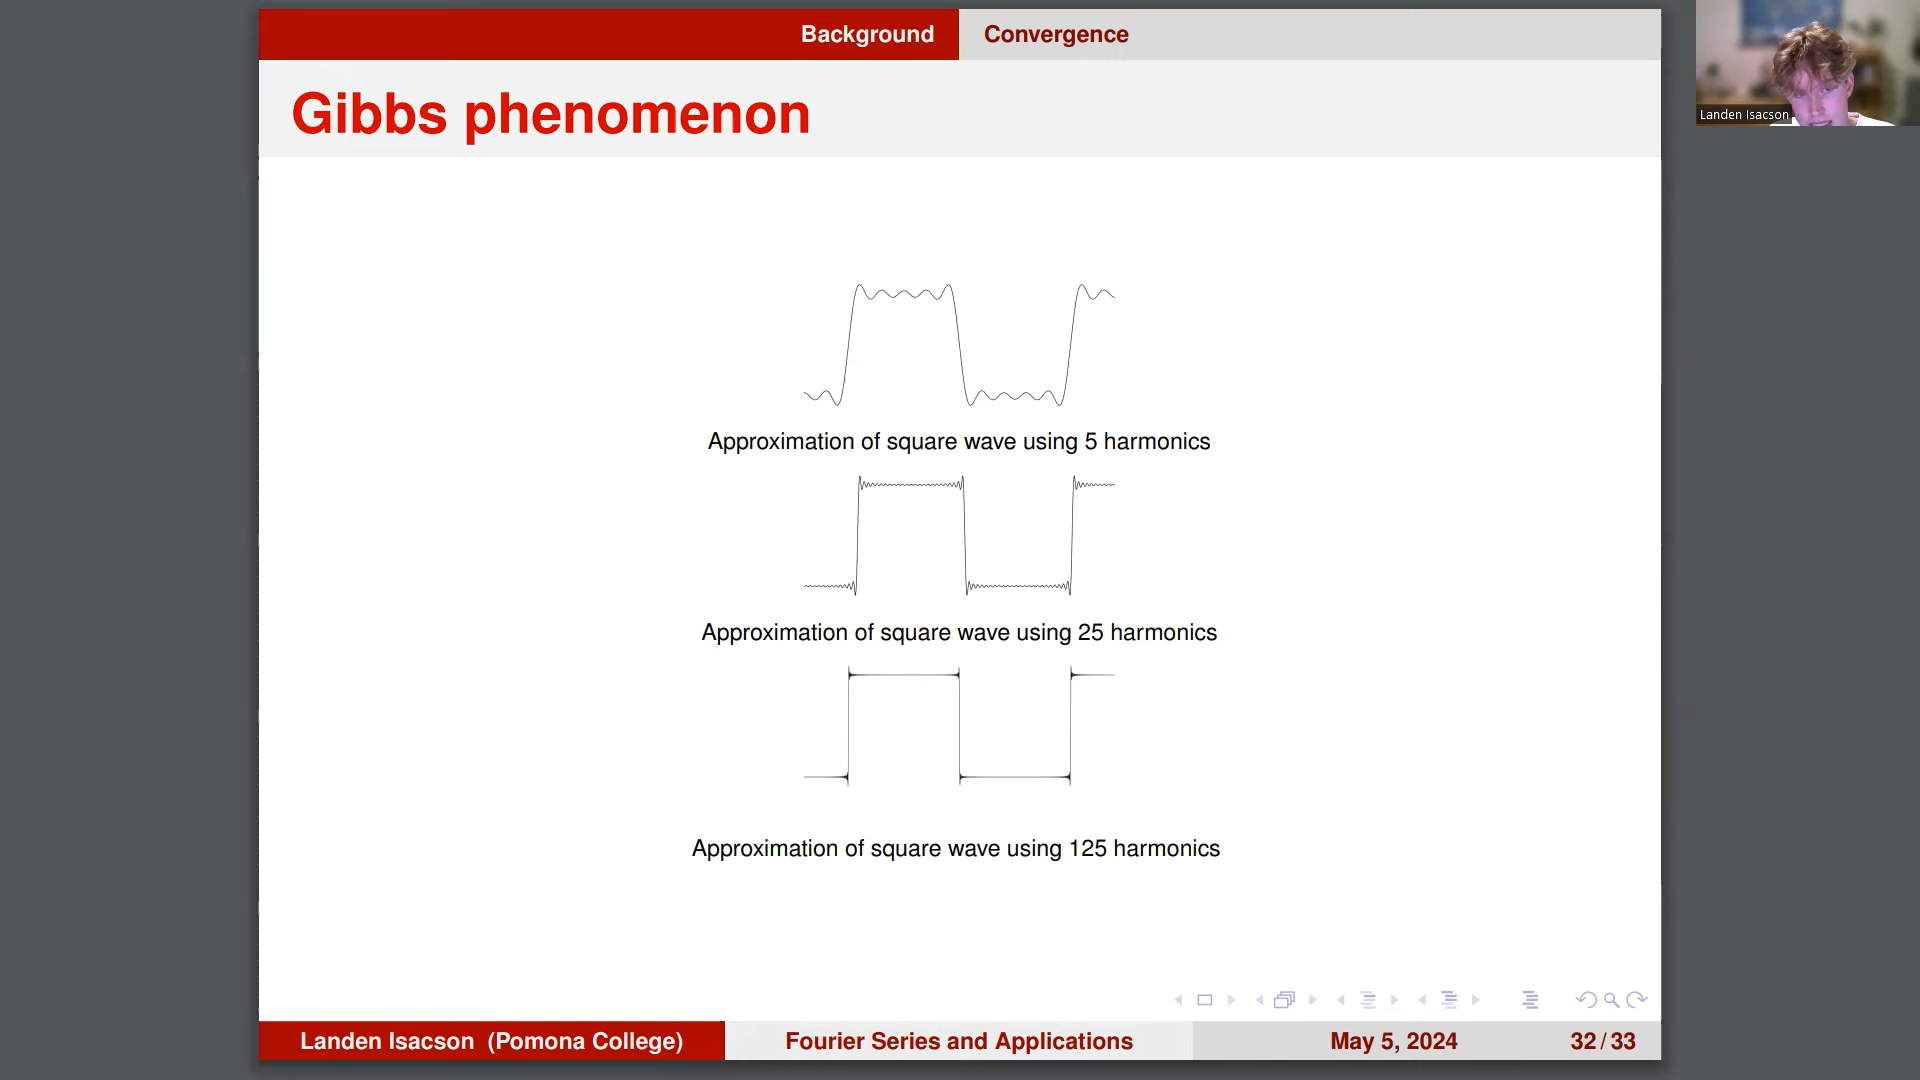 Background Convergence
Landen Isacson
Gibbs phenomenon
Approximation of square wave using 5 harmonics
Approximation of square wave using 25 harmonics
Approximation of square wave using 125 harmonics
Landen Isacson (Pomona College) Fourier Series and Applications May 5, 2024 32 / 33